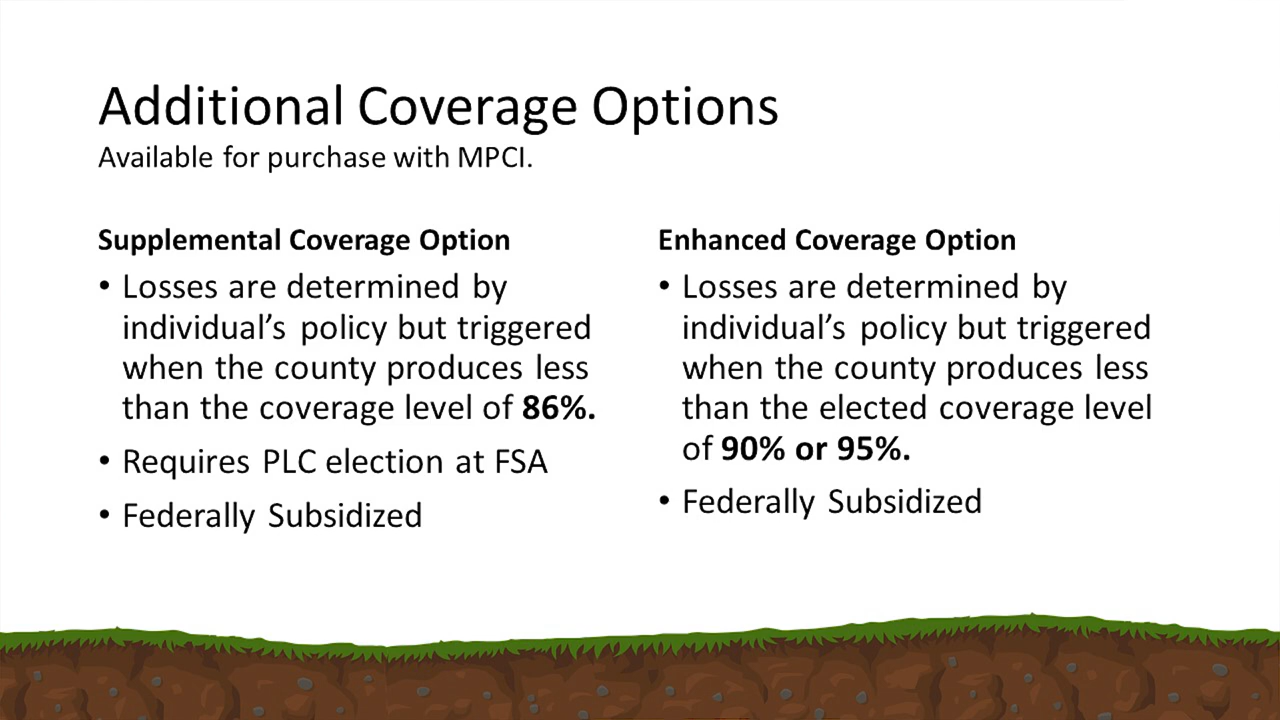 Additional Coverage Options
Available for purchase with MPCI.
Supplemental Coverage Option
• Losses are determined by
individual’s policy but triggered
when the county produces less
than the coverage level of 86%.
• Requires PLC election at FSA
• Federally Subsidized
Enhanced Coverage Option
• Losses are determined by
individual’s policy but triggered
when the county produces less
than the elected coverage level
of 90% or 95%.
• Federally Subsidized